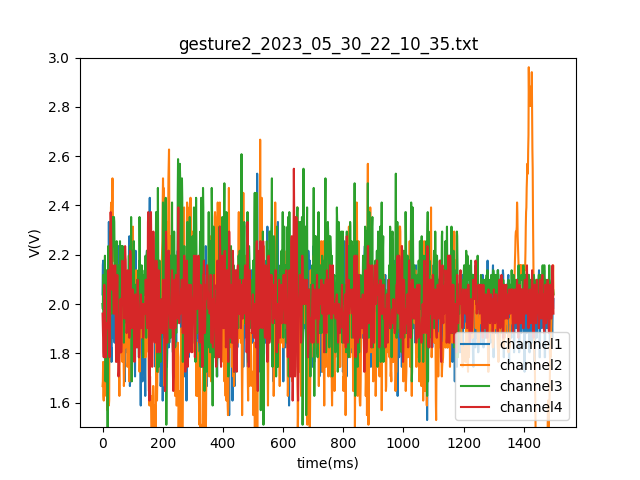 gesture2_2023_05_30_22_10_35.txt
3.0
2.8
2.6
2.4
2.2
2.0
1.8
1.6
V(V)
channel1
channel2
channel3
channel4
0 200 400 600 800 1000 1200 1400
time(ms)